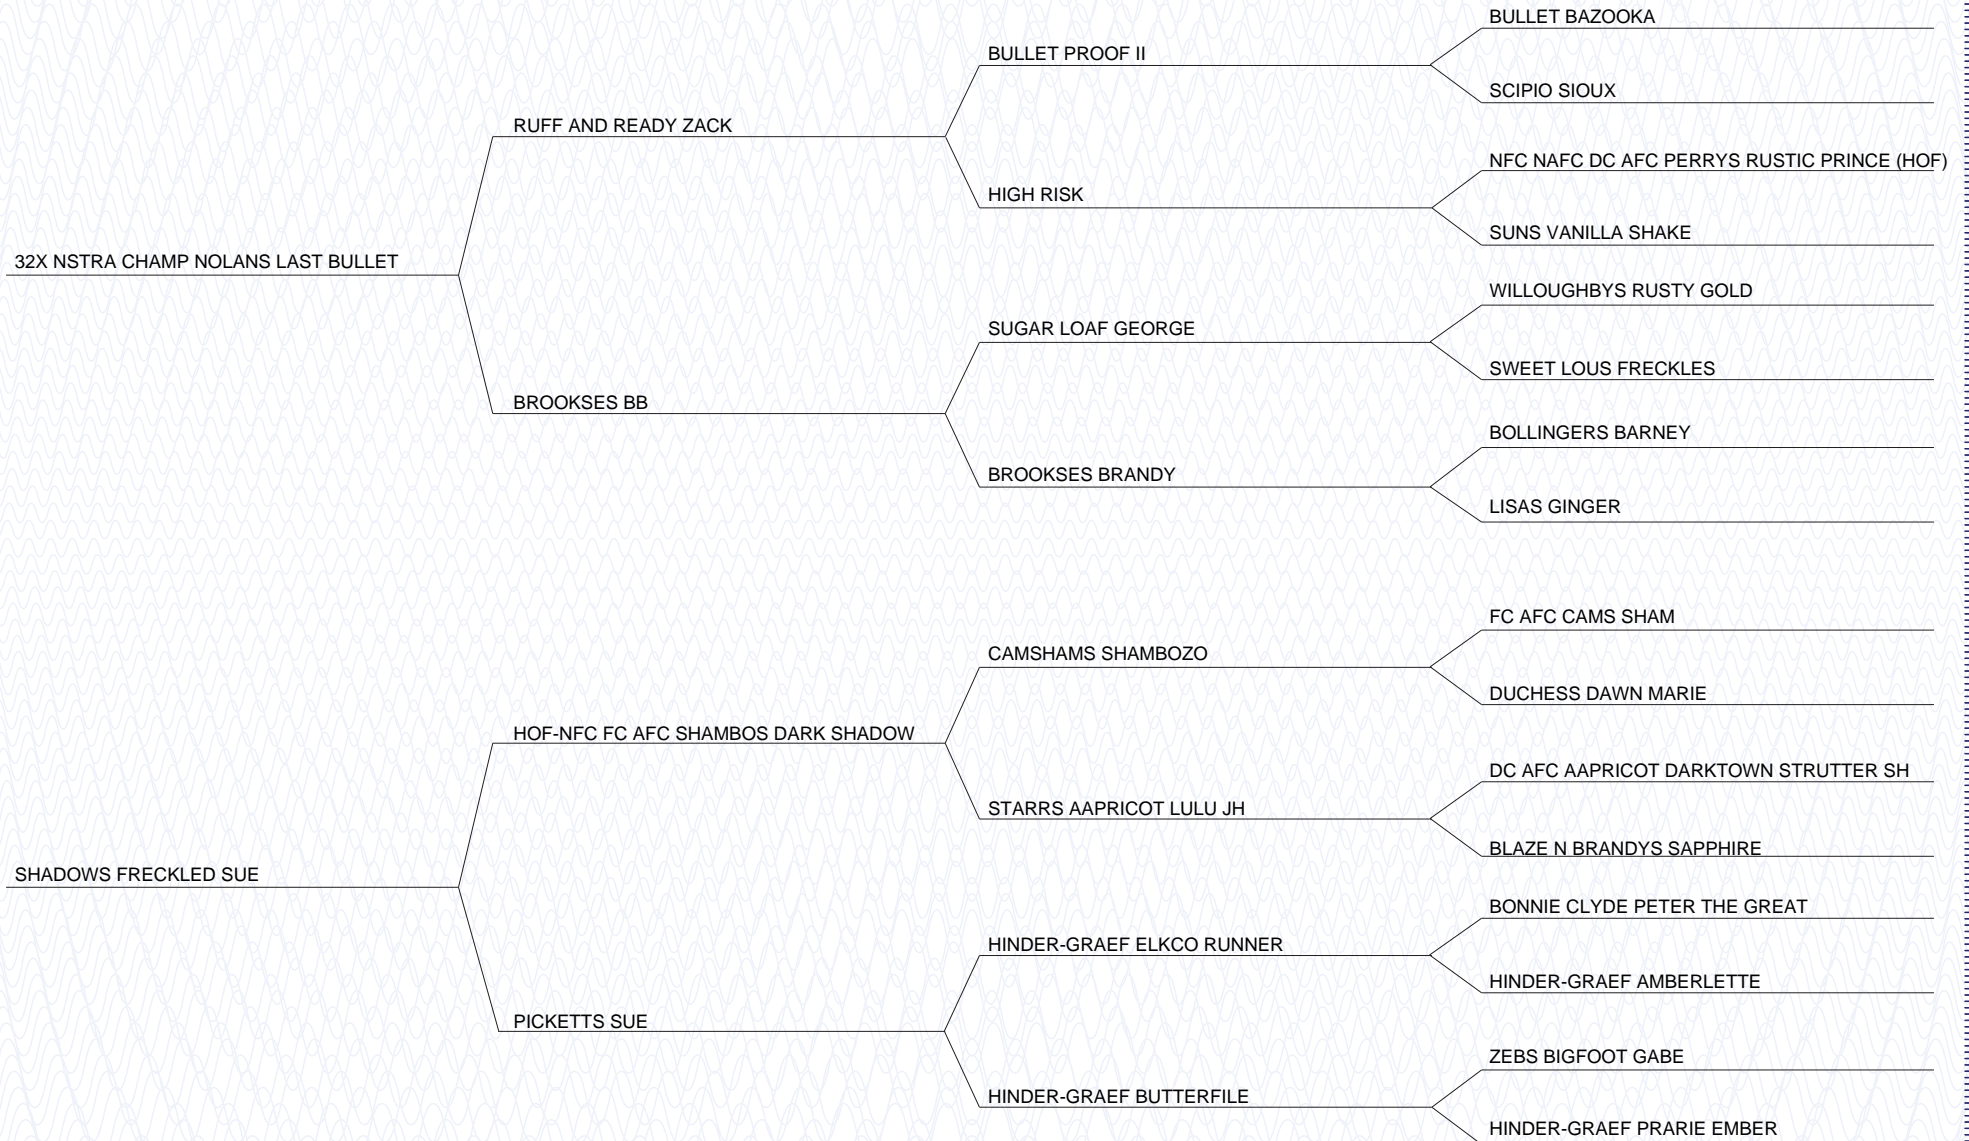 BULLET BAZOOKA
BULLET PROOF II
SCIPIO SIOUX
RUFF AND READY ZACK
NFC NAFC DC AFC PERRYS RUSTIC PRINCE (HOF)
HIGH RISK
SUNS VANILLA SHAKE
32X NSTRA CHAMP NOLANS LAST BULLET
WILLOUGHBYS RUSTY GOLD
SUGAR LOAF GEORGE
SWEET LOUS FRECKLES
BROOKSES BB
BOLLINGERS BARNEY
BROOKSES BRANDY
LISAS GINGER
FC AFC CAMS SHAM
CAMSHAMS SHAMBOZO
DUCHESS DAWN MARIE
HOF-NFC FC AFC SHAMBOS DARK SHADOW
DC AFC AAPRICOT DARKTOWN STRUTTER SH
STARRS AAPRICOT LULU JH
BLAZE N BRANDYS SAPPHIRE
SHADOWS FRECKLED SUE
BONNIE CLYDE PETER THE GREAT
HINDER-GRAEF ELKCO RUNNER
HINDER-GRAEF AMBERLETTE
PICKETTS SUE
ZEBS BIGFOOT GABE
HINDER-GRAEF BUTTERFILE
HINDER-GRAEF PRARIE EMBER